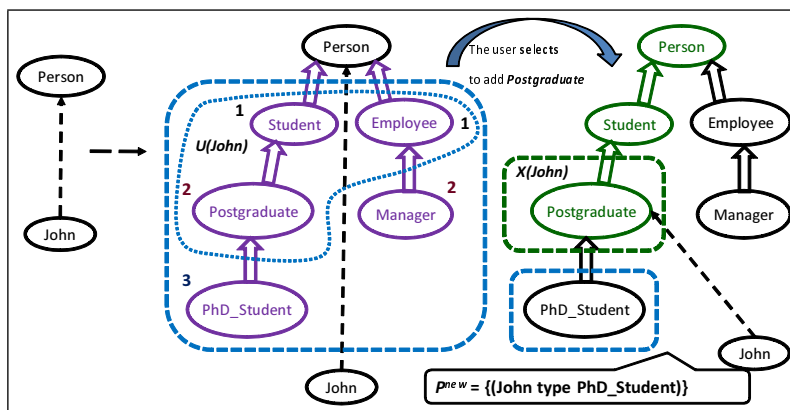 Person
John
Person
1
Student
Employee
1
U(John)
2
Postgraduate
Manager
2
3
PhD_Student
John
The user selects
to add Postgraduate
Person
Student
Employee
X(John)
Postgraduate
Manager
PhD_Student
John
P^new = {(John type PhD_Student)}